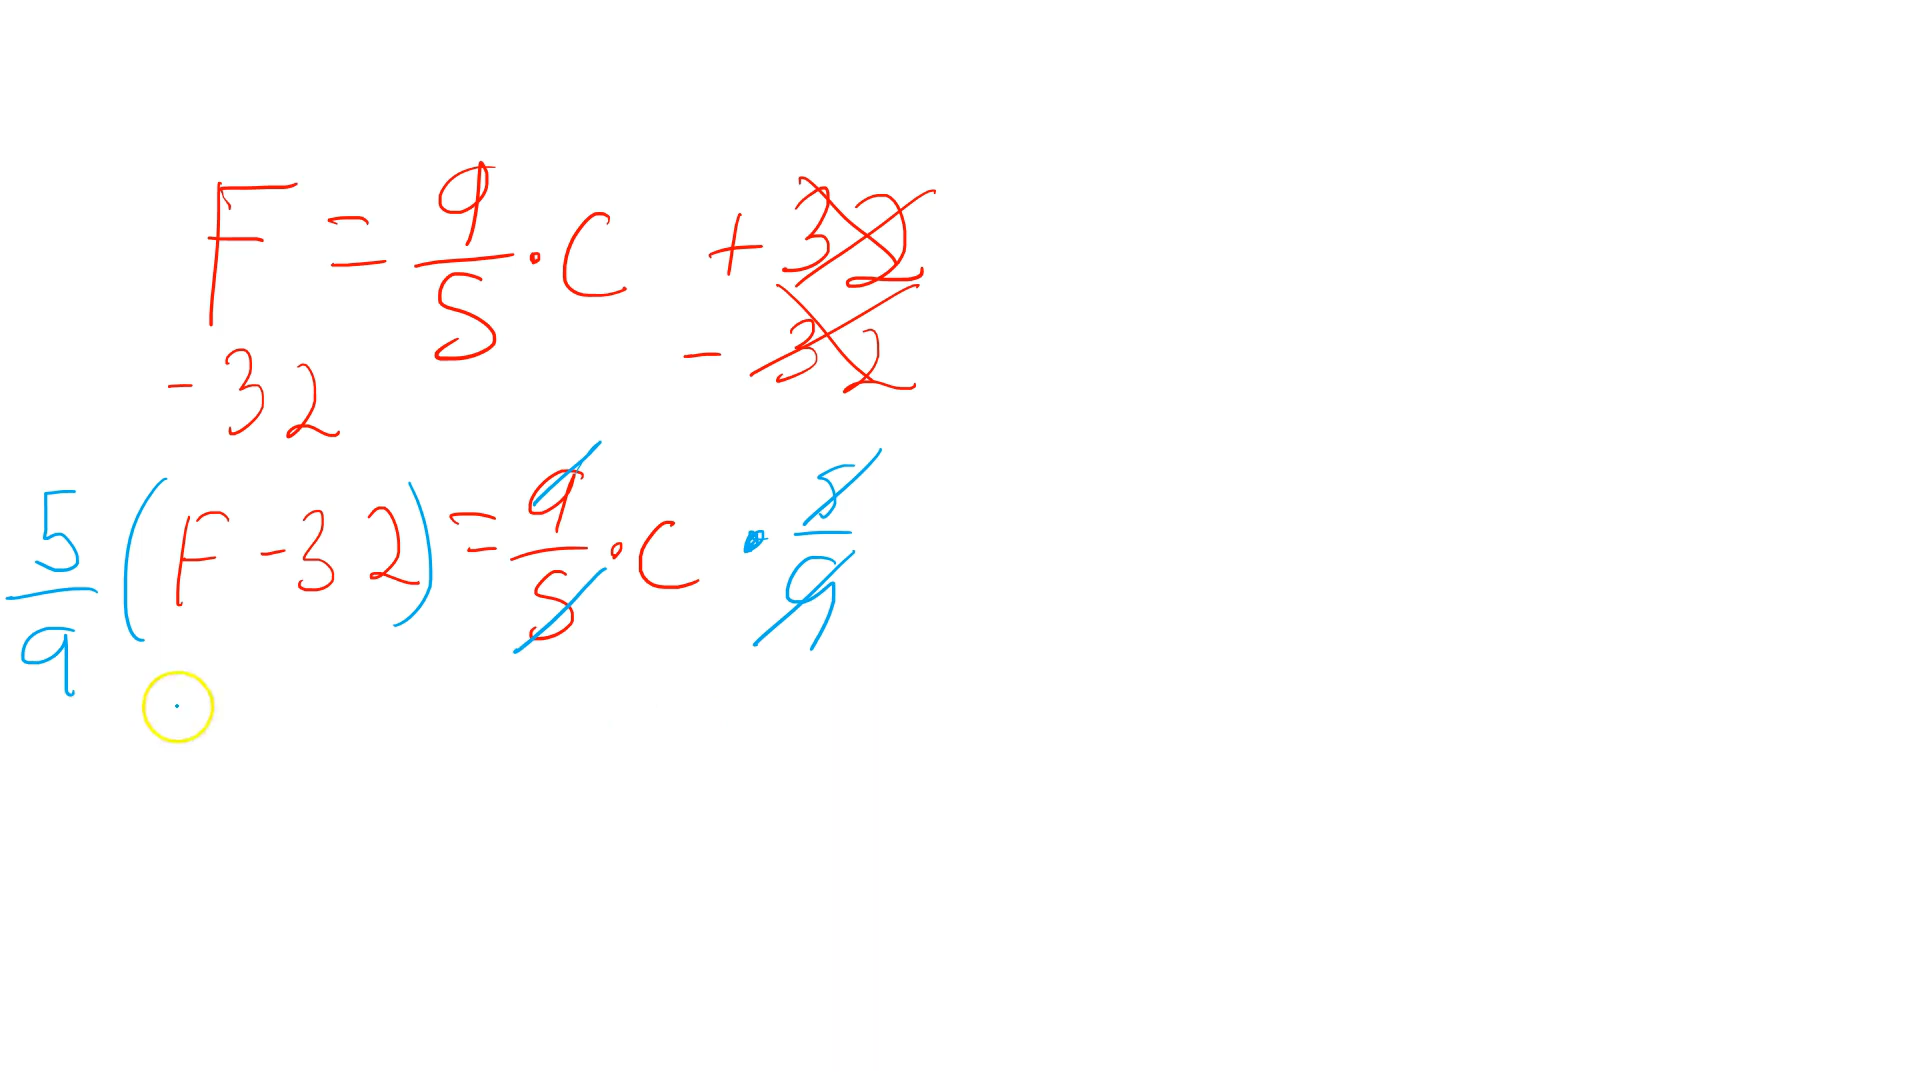 F = 9/5 · C + 32
- 32 - 32
5/9 (F - 32) = 9/5 · C · 5/9